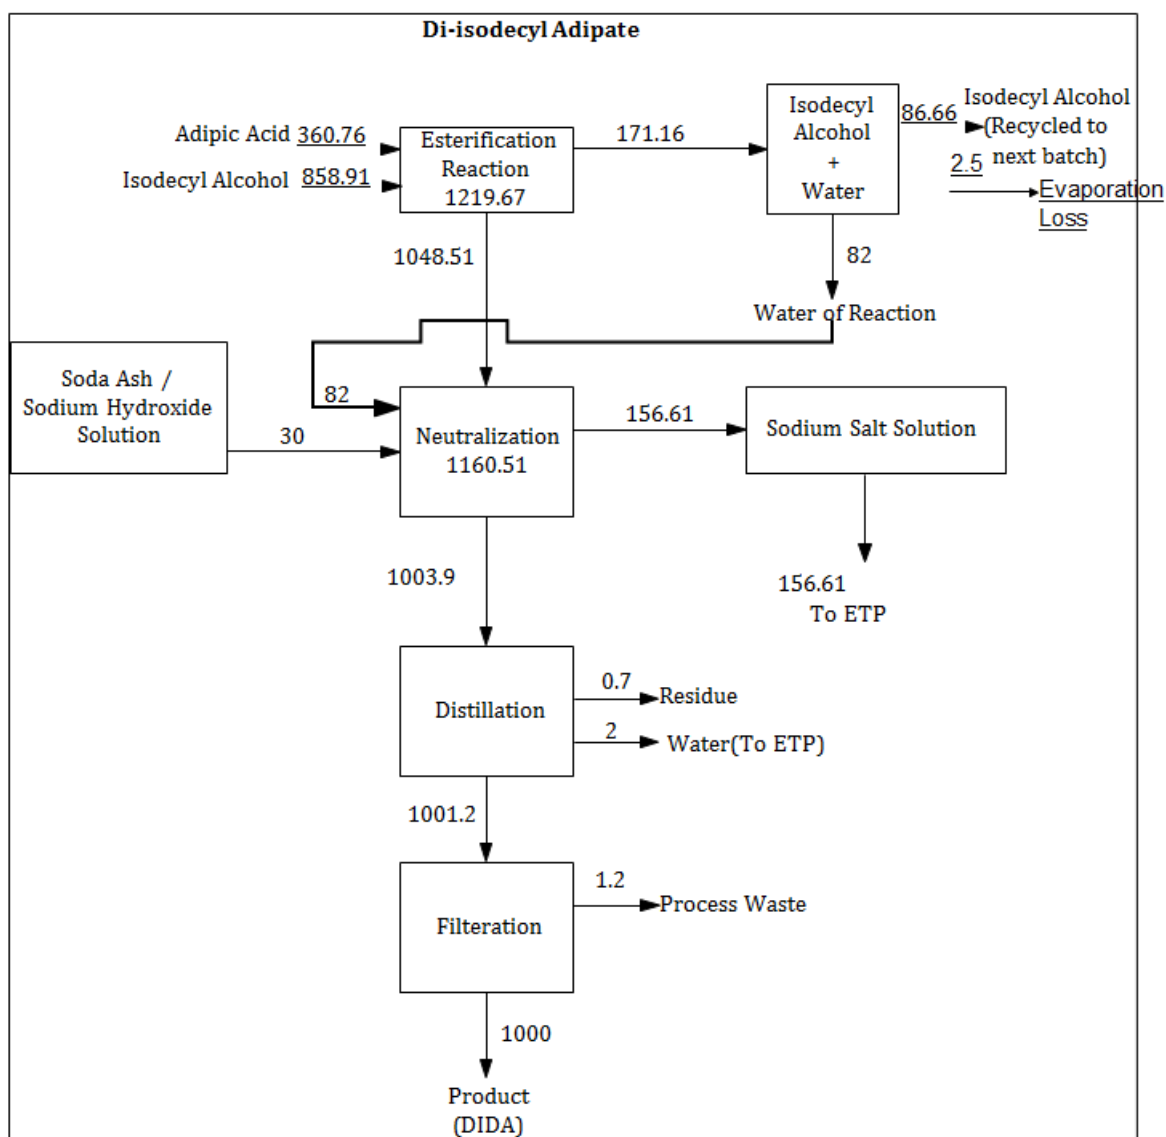 Di-isodecyl Adipate
Adipic Acid 360.76
Isodecyl Alcohol 858.91
Esterification
Reaction
1219.67
171.16
Isodecyl
Alcohol
+
Water
86.66
Isodecyl Alcohol
(Recycled to
next batch)
2.5
Evaporation
Loss
1048.51
82
Water of Reaction
Soda Ash /
Sodium Hydroxide
Solution
82
30
Neutralization
1160.51
156.61
Sodium Salt Solution
1003.9
156.61
To ETP
Distillation
0.7
Residue
2
Water(To ETP)
1001.2
Filteration
1.2
Process Waste
1000
Product
(DIDA)